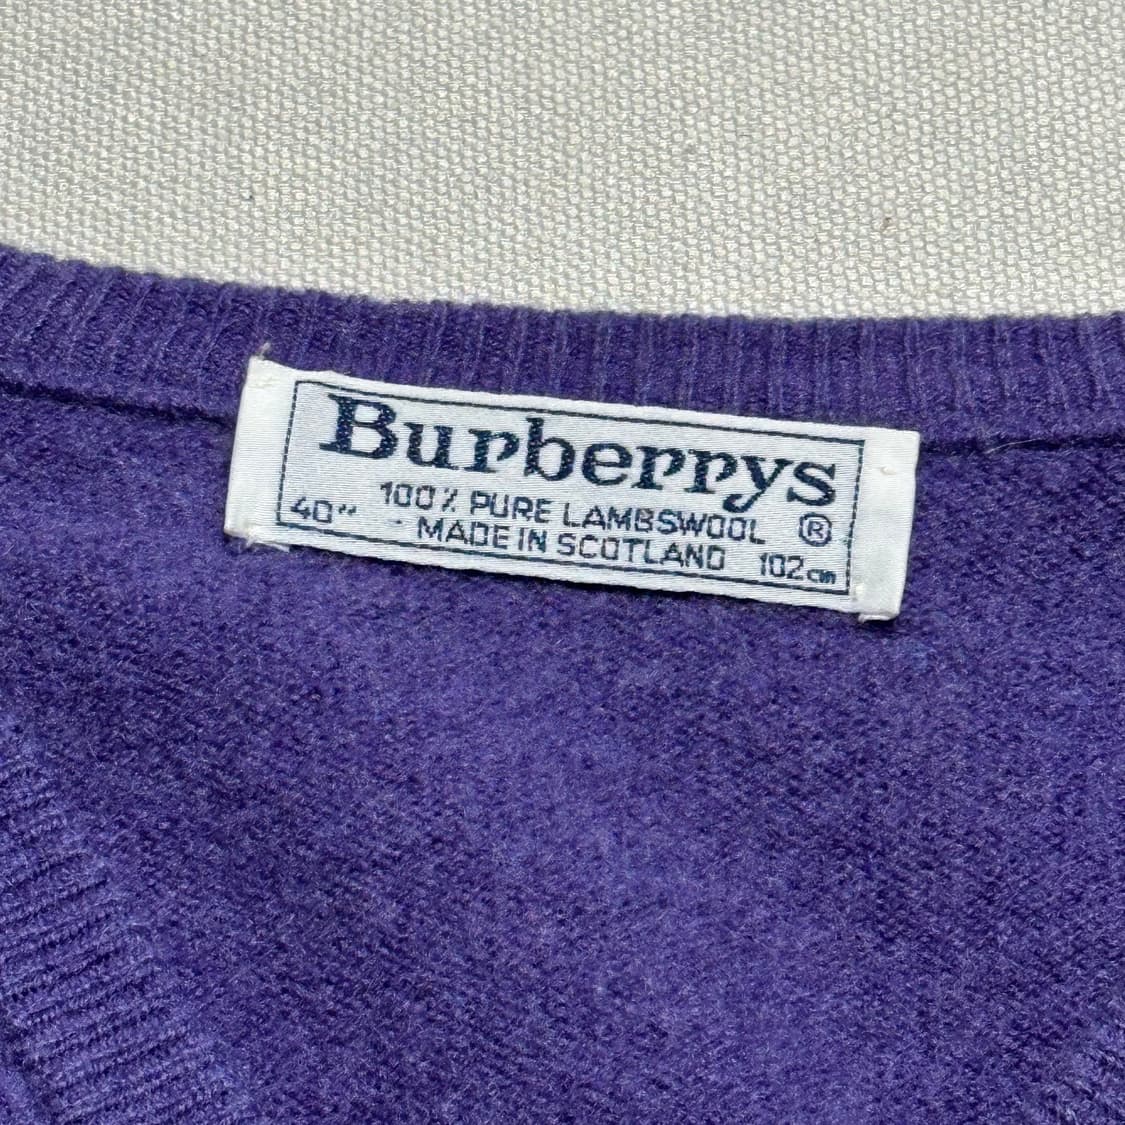 Burberrys
100% PURE LAMBSWOOL ®
40" MADE IN SCOTLAND 102cm